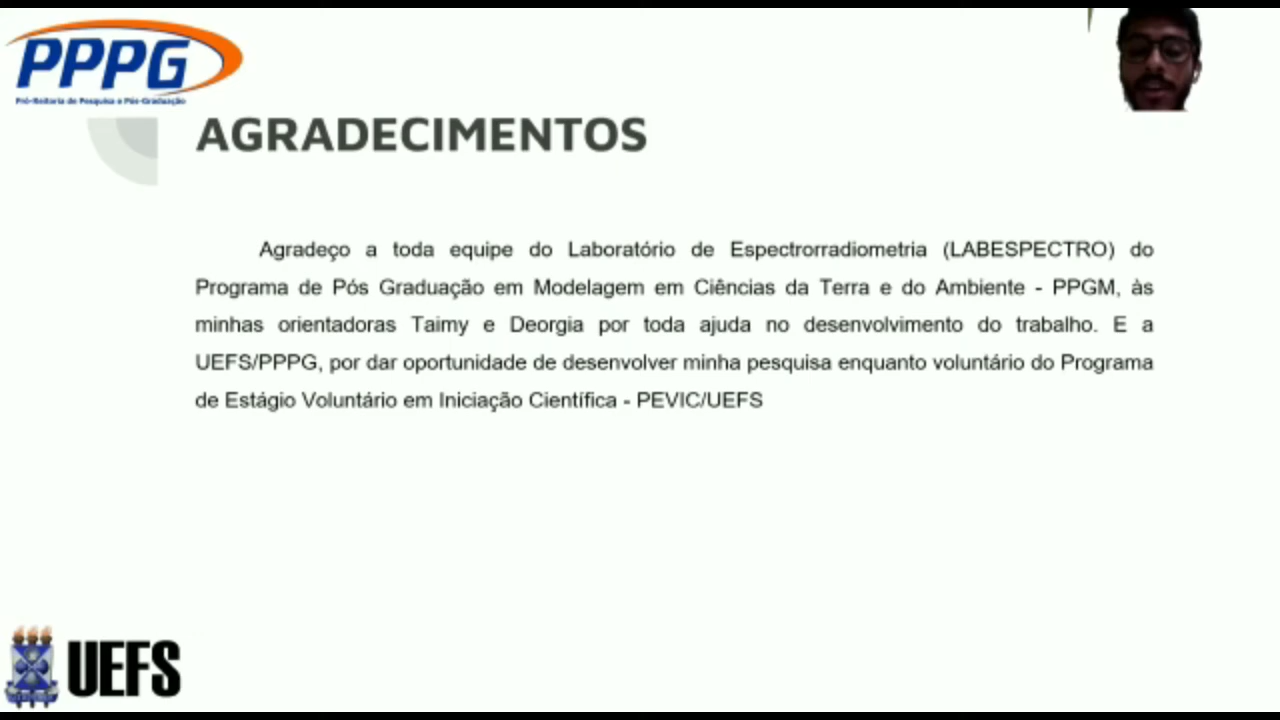 PPPG
Pró-Reitoria de Pesquisa e Pós-Graduação
AGRADECIMENTOS
Agradeço a toda equipe do Laboratório de Espectrorradiometria (LABESPECTRO) do
Programa de Pós Graduação em Modelagem em Ciências da Terra e do Ambiente - PPGM, às
minhas orientadoras Taimy e Deorgia por toda ajuda no desenvolvimento do trabalho. E a
UEFS/PPPG, por dar oportunidade de desenvolver minha pesquisa enquanto voluntário do Programa
de Estágio Voluntário em Iniciação Científica - PEVIC/UEFS
UEFS